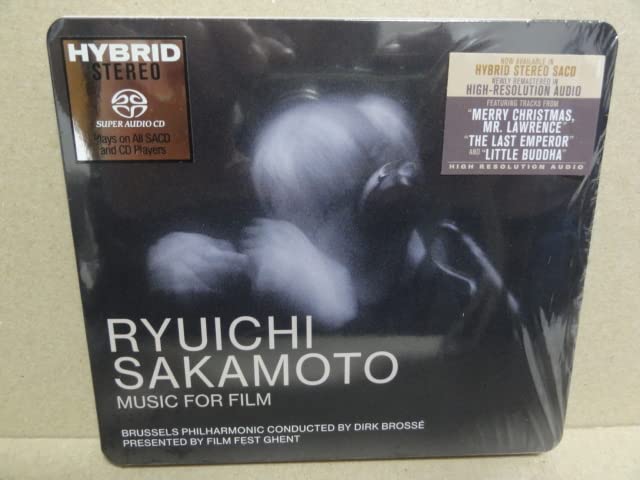 HYBRID
STEREO
SUPER AUDIO CD
Plays on All SACD
and CD Players
NOW AVAILABLE IN
HYBRID STEREO SACD
NEWLY REMASTERED IN
HIGH-RESOLUTION AUDIO
FEATURING TRACKS FROM
"MERRY CHRISTMAS,
MR. LAWRENCE"
"THE LAST EMPEROR"
AND "LITTLE BUDDHA"
HIGH RESOLUTION AUDIO
RYUICHI
SAKAMOTO
MUSIC FOR FILM
BRUSSELS PHILHARMONIC CONDUCTED BY DIRK BROSSÉ
PRESENTED BY FILM FEST GHENT